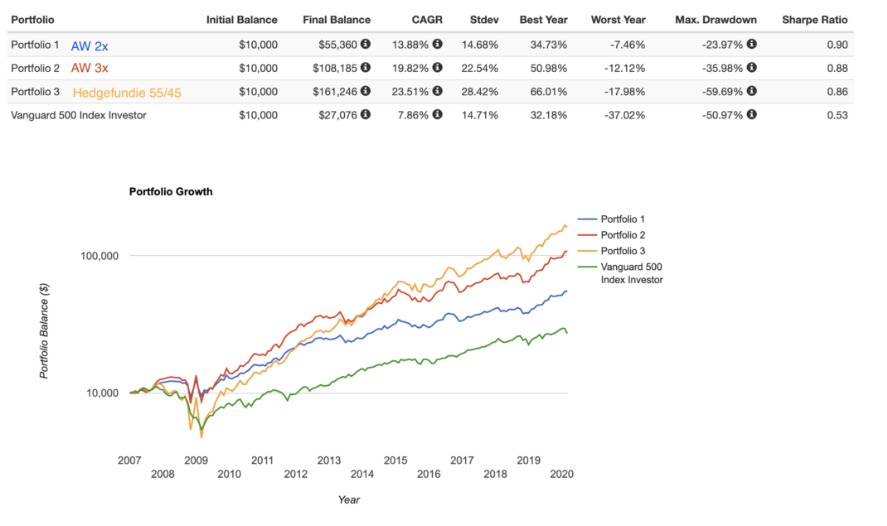 Portfolio Initial Balance Final Balance CAGR Stdev Best Year Worst Year Max. Drawdown Sharpe Ratio
Portfolio 1 AW 2x $10,000 $55,360 13.88% 14.68% 34.73% -7.46% -23.97% 0.90
Portfolio 2 AW 3x $10,000 $108,185 19.82% 22.54% 50.98% -12.12% -35.98% 0.88
Portfolio 3 Hedgefundie 55/45 $10,000 $161,246 23.51% 28.42% 66.01% -17.98% -59.69% 0.86
Vanguard 500 Index Investor $10,000 $27,076 7.86% 14.71% 32.18% -37.02% -50.97% 0.53
Portfolio Growth
Portfolio 1
Portfolio 2
Portfolio 3
Vanguard 500
Index Investor
Portfolio Balance ($)
100,000
10,000
2007 2009 2011 2013 2015 2017 2019
2008 2010 2012 2014 2016 2018 2020
Year